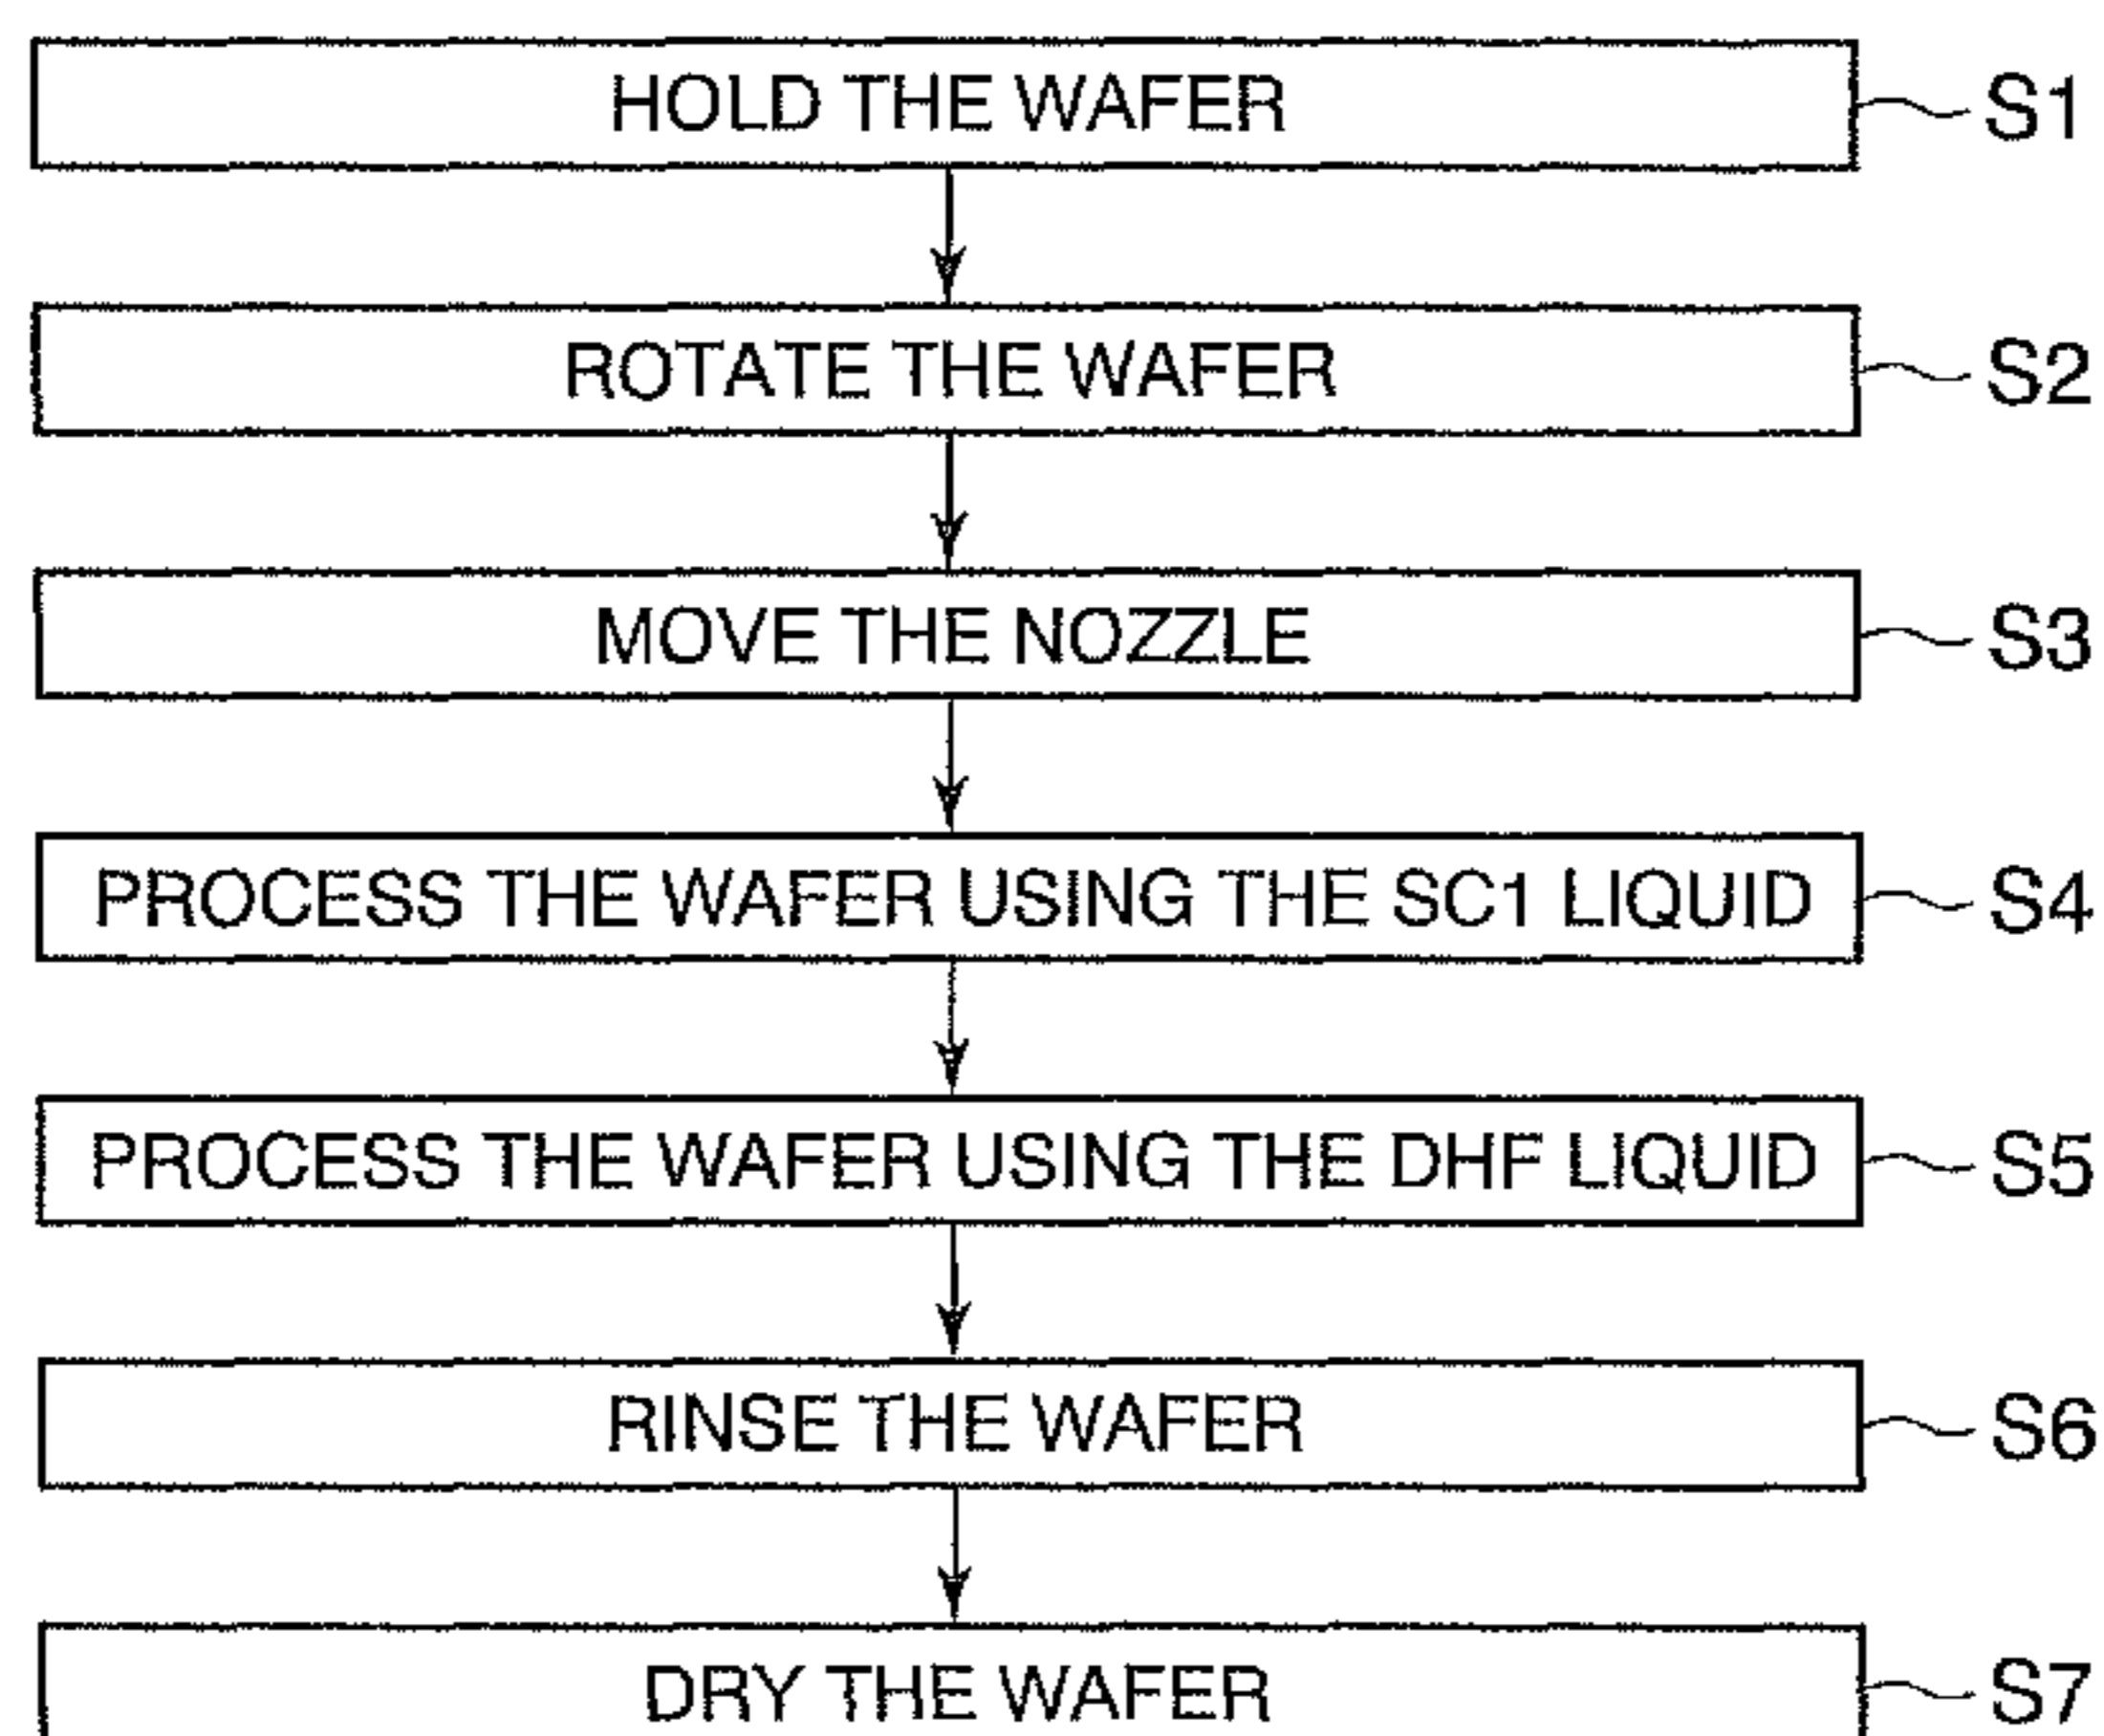 HOLD THE WAFER S1
ROTATE THE WAFER S2
MOVE THE NOZZLE S3
PROCESS THE WAFER USING THE SC1 LIQUID S4
PROCESS THE WAFER USING THE DHF LIQUID S5
RINSE THE WAFER S6
DRY THE WAFER S7